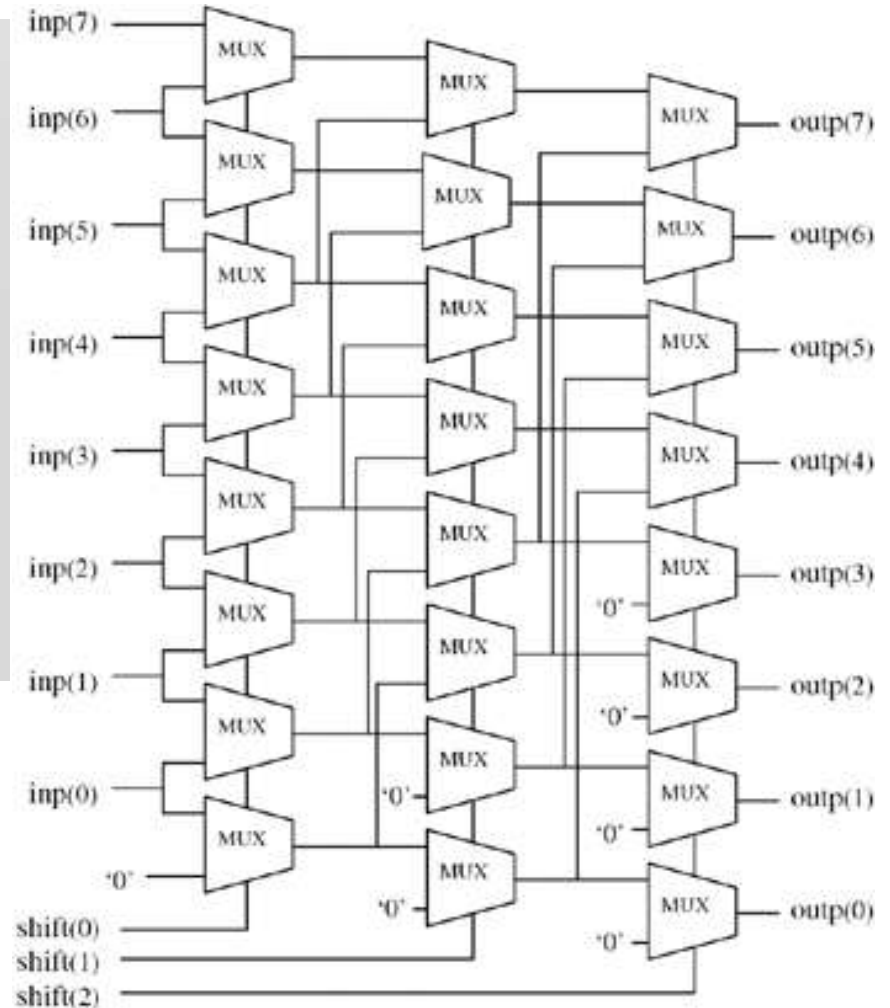 inp(7)
MUX
MUX
MUX
inp(6)
outp(7)
MUX
MUX
MUX
inp(5)
outp(6)
MUX
MUX
MUX
inp(4)
outp(5)
MUX
MUX
MUX
inp(3)
outp(4)
MUX
MUX
MUX
inp(2)
outp(3)
'0'
MUX
MUX
MUX
inp(1)
outp(2)
'0'
MUX
MUX
MUX
inp(0)
'0'
outp(1)
'0'
MUX
MUX
MUX
'0'
'0'
outp(0)
'0'
shift(0)
shift(1)
shift(2)